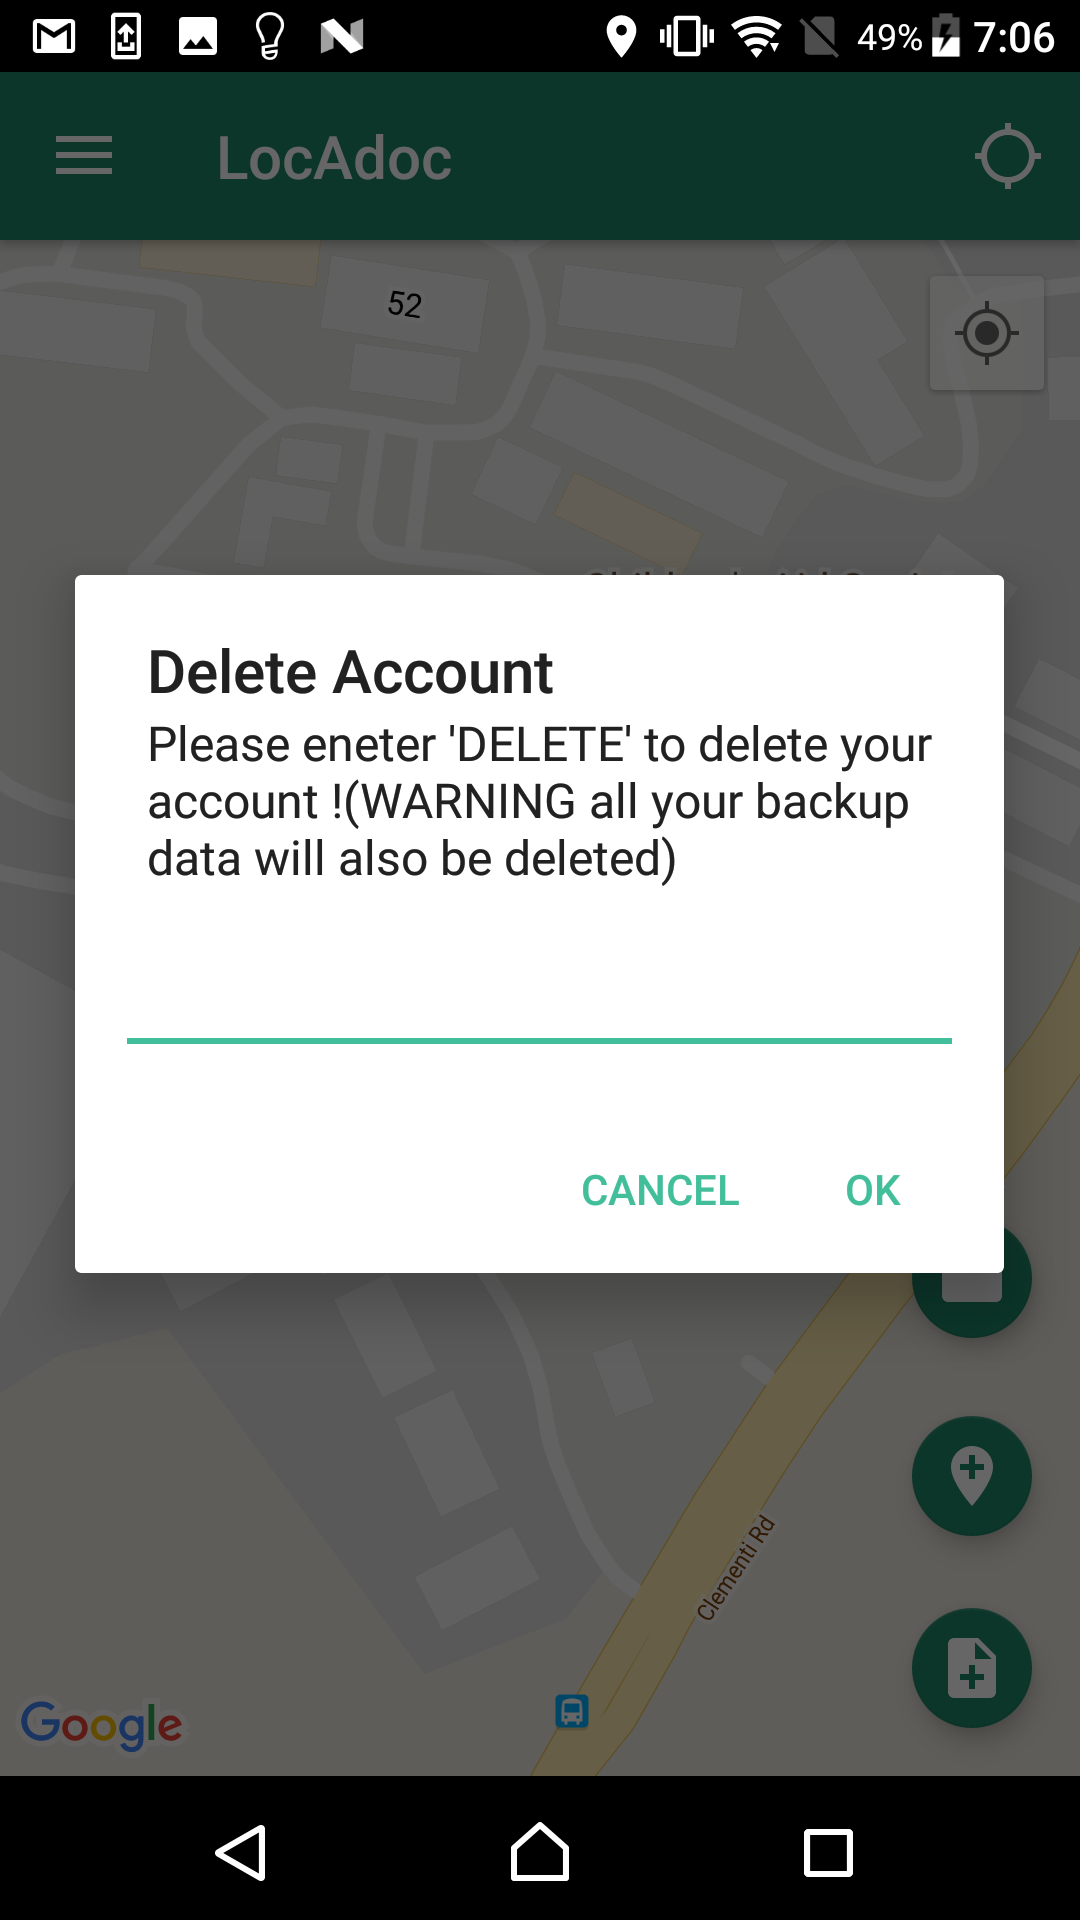 49% 7:06
LocAdoc
52
Delete Account
Please eneter 'DELETE' to delete your
account !(WARNING all your backup
data will also be deleted)
CANCEL OK
Clementi Rd
Google